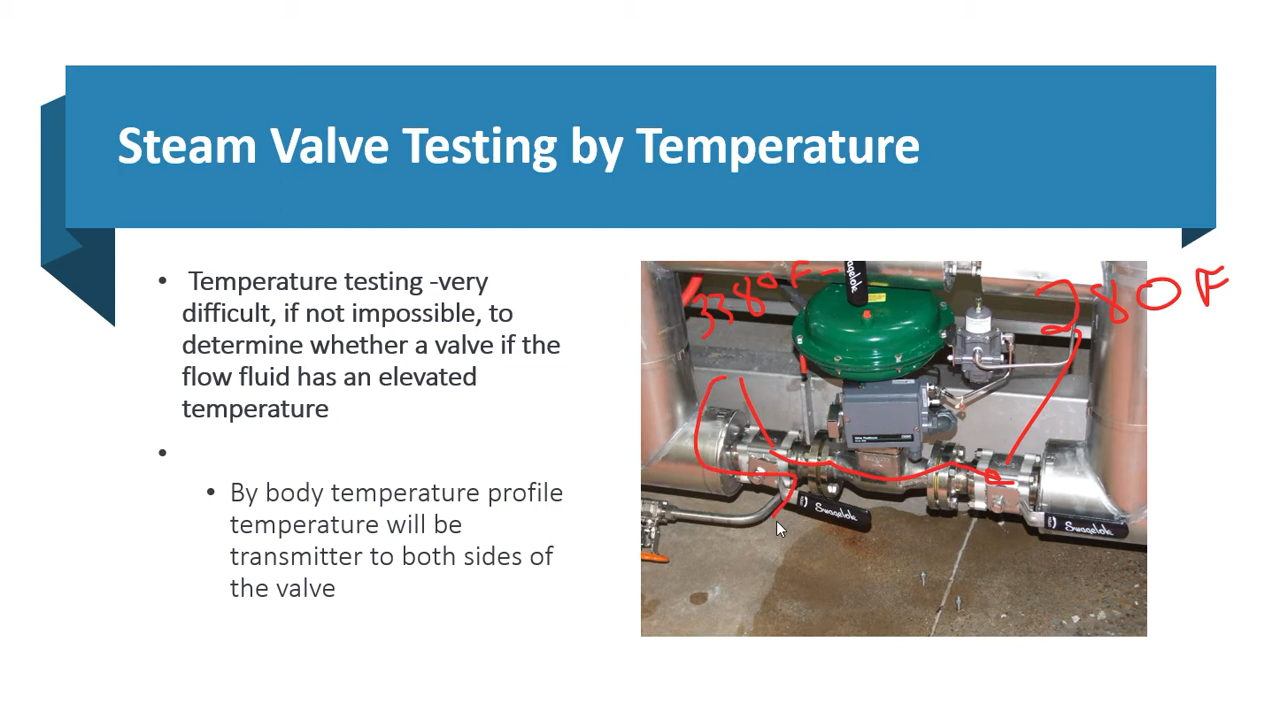 Steam Valve Testing by Temperature
• Temperature testing -very
difficult, if not impossible, to
determine whether a valve if the
flow fluid has an elevated
temperature
•
• By body temperature profile
temperature will be
transmitter to both sides of
the valve
338° F
280 F
Swagelok
Swagelok